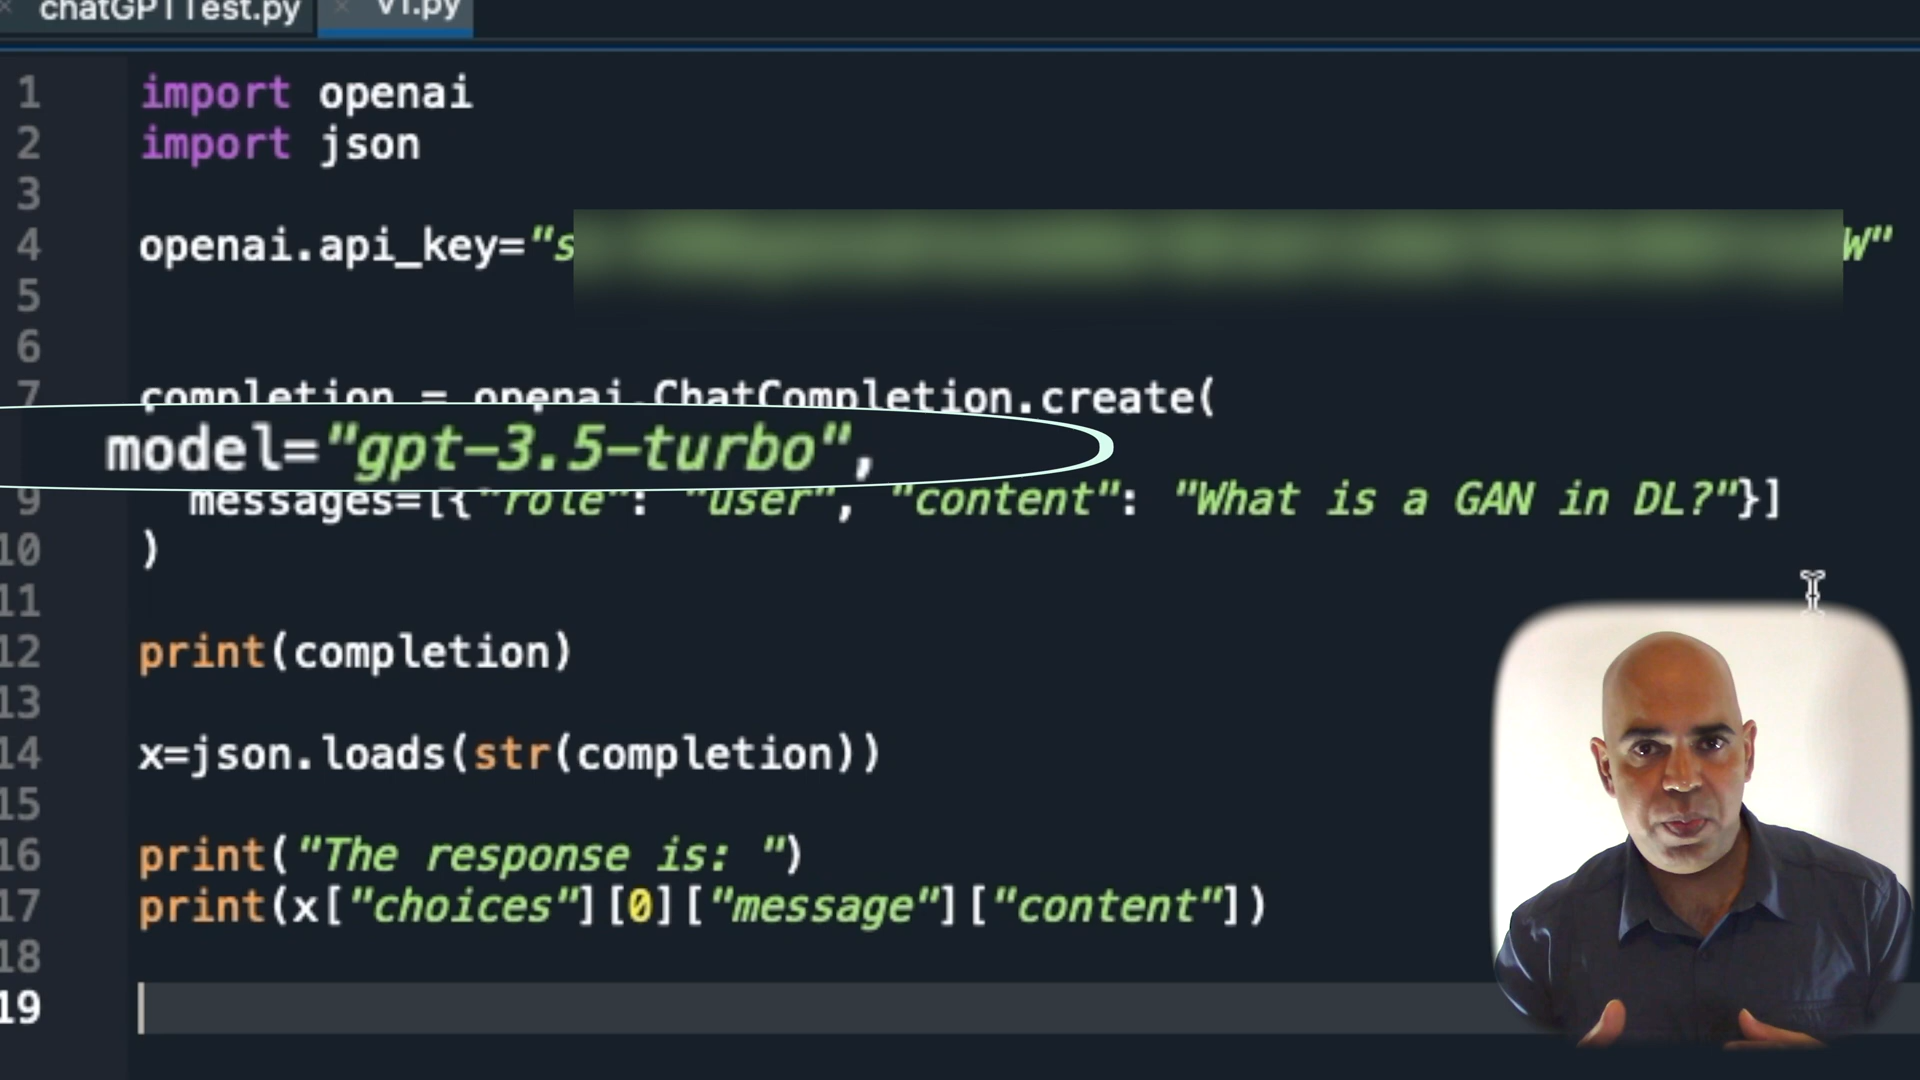 chatGPTTest.py V1.py
1 import openai
2 import json
3
4 openai.api_key="s W"
5
6
7 completion = openai.ChatCompletion.create(
model="gpt-3.5-turbo",
9 messages=[{"role": "user", "content": "What is a GAN in DL?"}]
10 )
11
12 print(completion)
13
14 x=json.loads(str(completion))
15
16 print("The response is: ")
17 print(x["choices"][0]["message"]["content"])
18
19